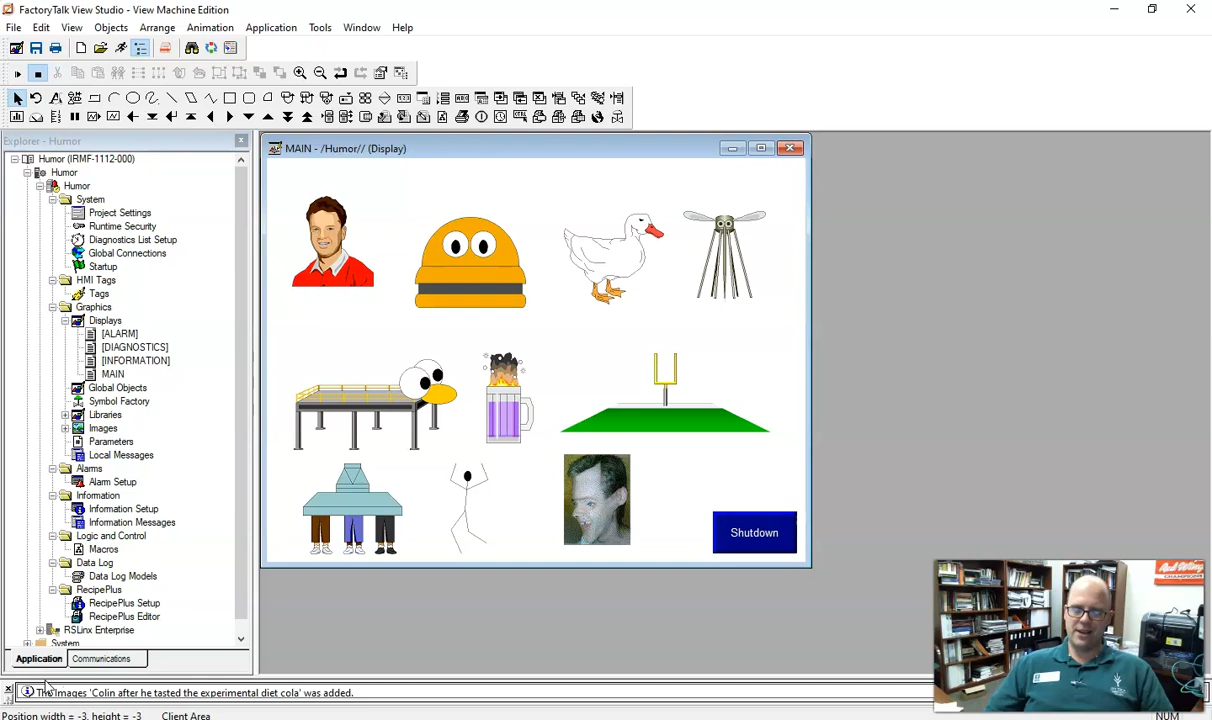 FactoryTalk View Studio - View Machine Edition
File Edit View Objects Arrange Animation Application Tools Window Help
Explorer - Humor
Humor (IRMF-1112-000)
Humor
Humor
System
Project Settings
Runtime Security
Diagnostics List Setup
Global Connections
Startup
HMI Tags
Tags
Graphics
Displays
[ALARM]
[DIAGNOSTICS]
[INFORMATION]
MAIN
Global Objects
Symbol Factory
Libraries
Images
Parameters
Local Messages
Alarms
Alarm Setup
Information
Information Setup
Information Messages
Logic and Control
Macros
Data Log
Data Log Models
RecipePlus
RecipePlus Setup
RecipePlus Editor
RSLinx Enterprise
System
Application Communications
MAIN - /Humor// (Display)
Shutdown
Red Wing
CHAMPION
The Images 'Colin after he tasted the experimental diet cola' was added.
Position width = -3, height = -3 Client Area
NUM